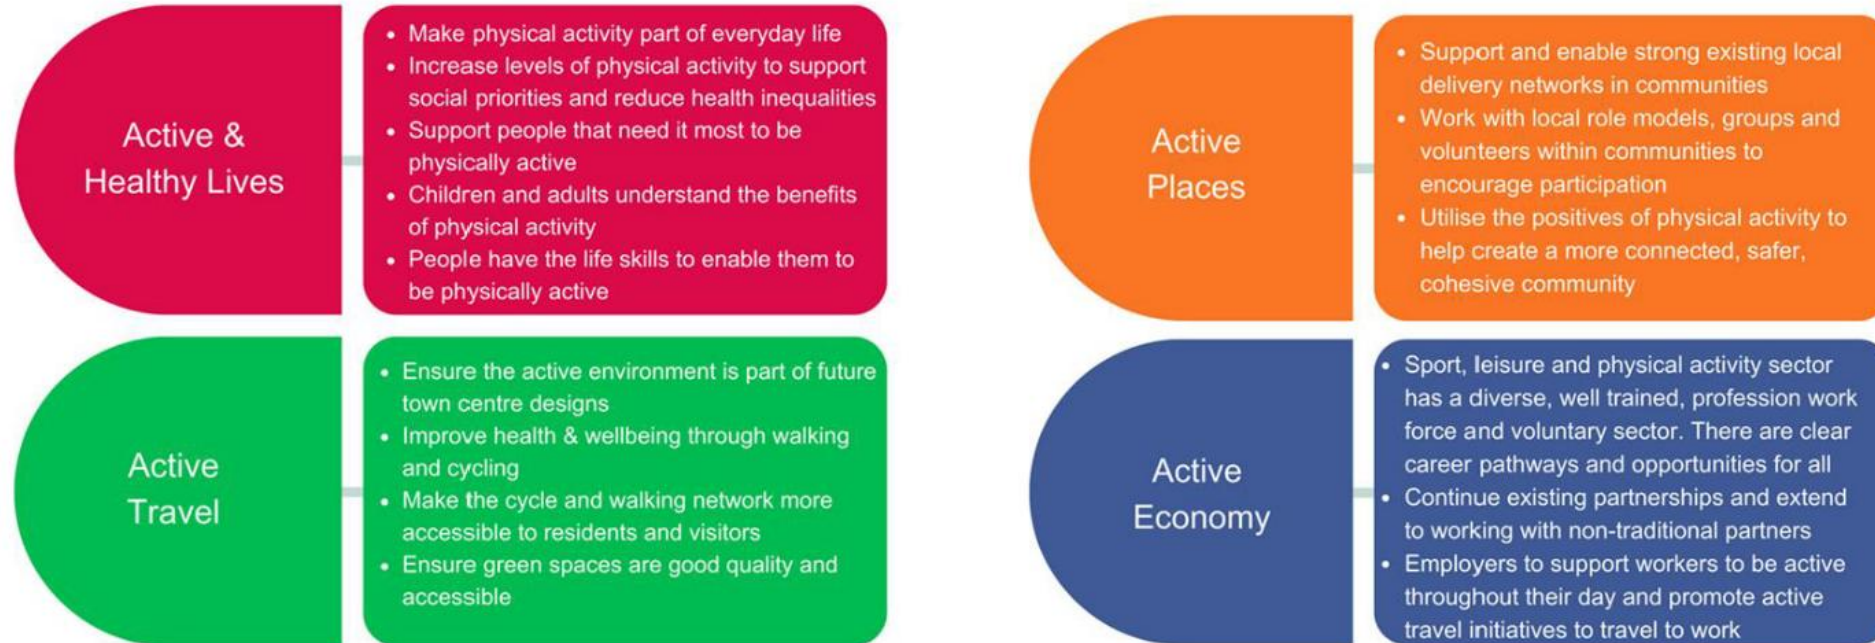 Active &
Healthy Lives
• Make physical activity part of everyday life
• Increase levels of physical activity to support
social priorities and reduce health inequalities
• Support people that need it most to be
physically active
• Children and adults understand the benefits
of physical activity
• People have the life skills to enable them to
be physically active
Active
Places
• Support and enable strong existing local
delivery networks in communities
• Work with local role models, groups and
volunteers within communities to
encourage participation
• Utilise the positives of physical activity to
help create a more connected, safer,
cohesive community
Active
Travel
• Ensure the active environment is part of future
town centre designs
• Improve health & wellbeing through walking
and cycling
• Make the cycle and walking network more
accessible to residents and visitors
• Ensure green spaces are good quality and
accessible
Active
Economy
• Sport, leisure and physical activity sector
has a diverse, well trained, profession work
force and voluntary sector. There are clear
career pathways and opportunities for all
• Continue existing partnerships and extend
to working with non-traditional partners
• Employers to support workers to be active
throughout their day and promote active
travel initiatives to travel to work